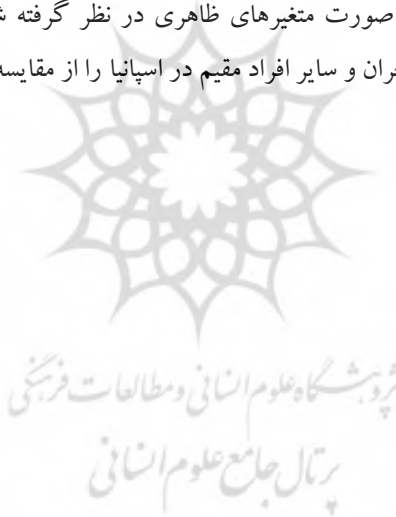 صورت متغیرهای ظاهری در نظر گرفته
ران و سایر افراد مقیم در اسپانیا را از مقایسه
پژوهشگاه علوم انسانی و مطالعات فرهنگی
پرتال جامع علوم انسانی